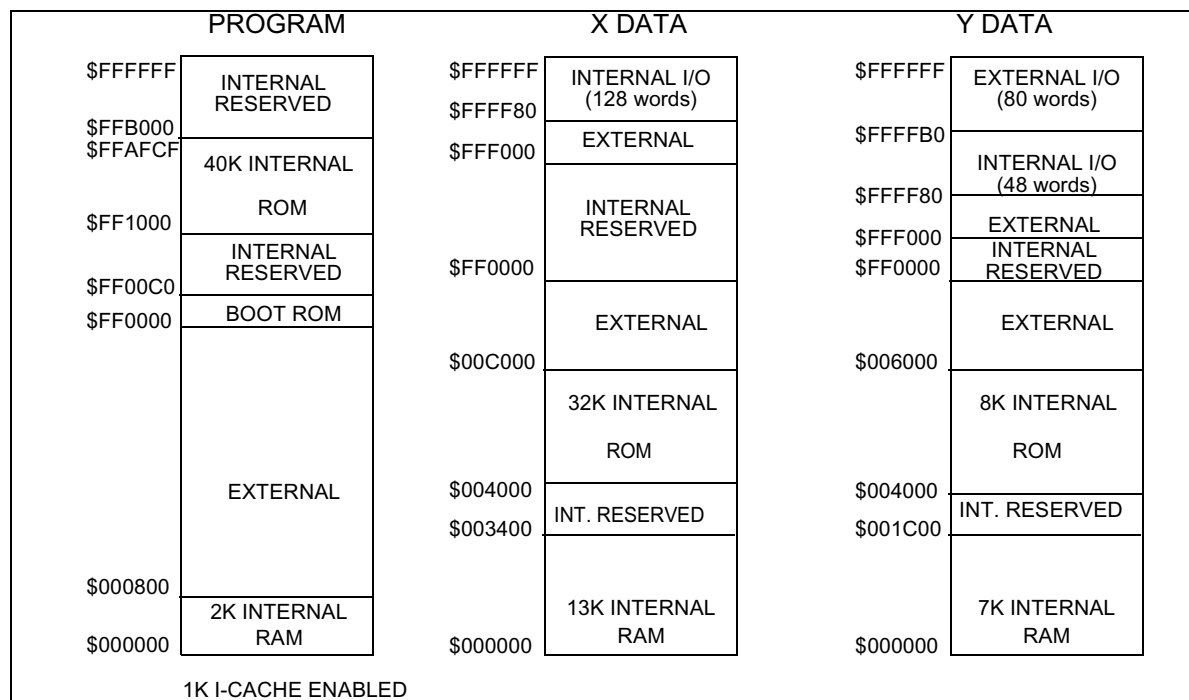 PROGRAM
$FFFFFF
INTERNAL
RESERVED
$FFB000
$FFAFCF
40K INTERNAL
ROM
$FF1000
INTERNAL
RESERVED
$FF00C0
BOOT ROM
$FF0000
EXTERNAL
$000800
2K INTERNAL
RAM
$000000
1K I-CACHE ENABLED
X DATA
$FFFFFF
INTERNAL I/O
(128 words)
$FFFF80
EXTERNAL
$FFF000
INTERNAL
RESERVED
$FF0000
EXTERNAL
$00C000
32K INTERNAL
ROM
$004000
INT. RESERVED
$003400
13K INTERNAL
RAM
$000000
Y DATA
$FFFFFF
EXTERNAL I/O
(80 words)
$FFFFB0
INTERNAL I/O
(48 words)
$FFFF80
EXTERNAL
$FFF000
INTERNAL
RESERVED
$FF0000
EXTERNAL
$006000
8K INTERNAL
ROM
$004000
INT. RESERVED
$001C00
7K INTERNAL
RAM
$000000